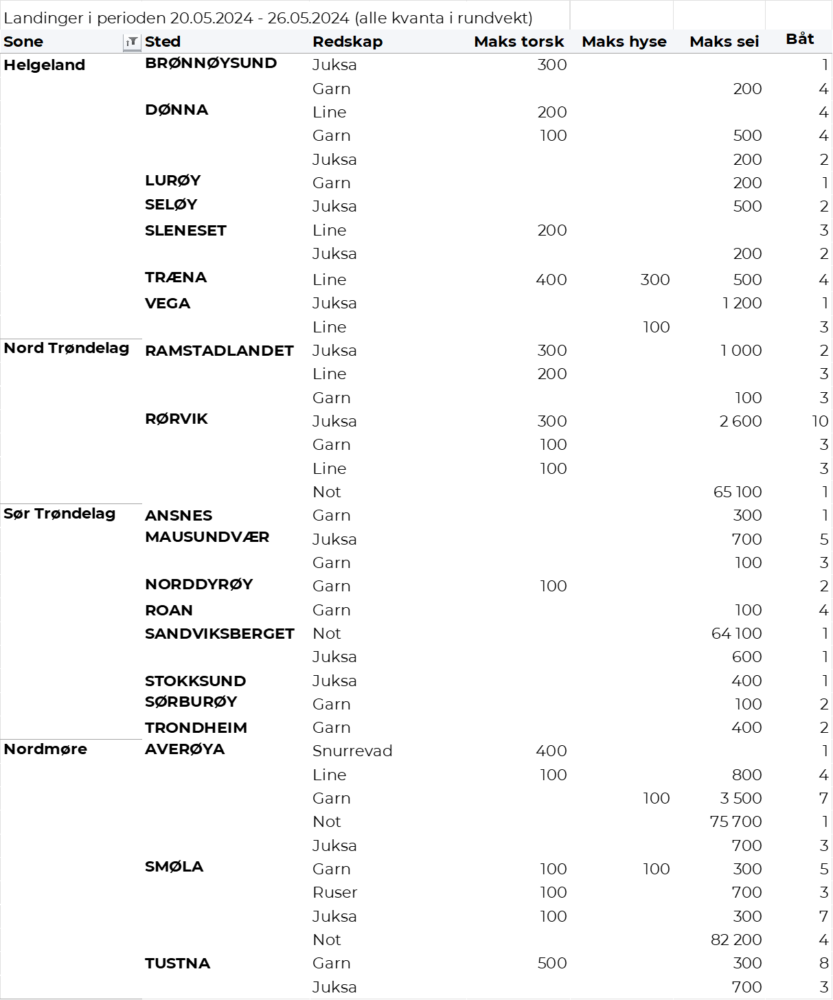 Landinger i perioden 20.05.2024 - 26.05.2024 (alle kvanta i rundvekt)
Sone Sted Redskap Maks torsk Maks hyse Maks sei Båt
Helgeland BRØNNØYSUND Juksa 300 1
Garn 200 4
DØNNA Line 200 4
Garn 100 500 4
Juksa 200 2
LURØY Garn 200 1
SELØY Juksa 500 2
SLENESET Line 200 3
Juksa 200 2
TRÆNA Line 400 300 500 4
VEGA Juksa 1 200 1
Line 100 3
Nord Trøndelag RAMSTADLANDET Juksa 300 1 000 2
Line 200 3
Garn 100 3
RØRVIK Juksa 300 2 600 10
Garn 100 3
Line 100 3
Not 65 100 1
Sør Trøndelag ANSNES Garn 300 1
MAUSUNDVÆR Juksa 700 5
Garn 100 3
NORDDYRØY Garn 100 2
ROAN Garn 100 4
SANDVIKSBERGET Not 64 100 1
Juksa 600 1
STOKKSUND Juksa 400 1
SØRBURØY Garn 100 2
TRONDHEIM Garn 400 2
Nordmøre AVERØYA Snurrevad 400 1
Line 100 800 4
Garn 100 3 500 7
Not 75 700 1
Juksa 700 3
SMØLA Garn 100 100 300 5
Ruser 100 700 3
Juksa 100 300 7
Not 82 200 4
TUSTNA Garn 500 300 8
Juksa 700 3